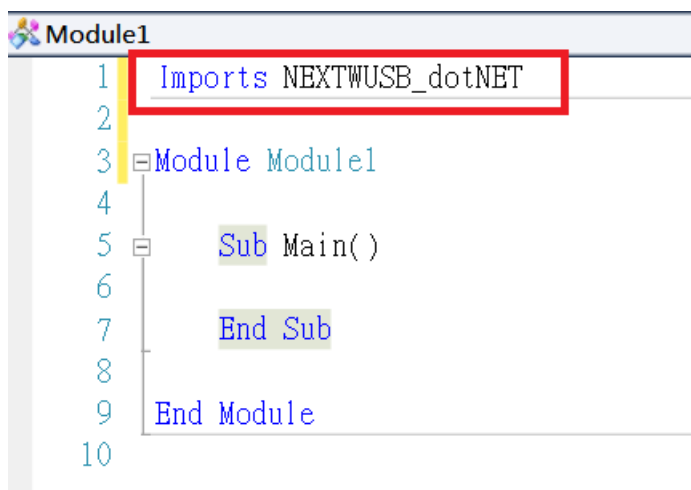 Module1
1 Imports NEXTWUSB_dotNET
2
3 Module Module1
4
5 Sub Main()
6
7 End Sub
8
9 End Module
10